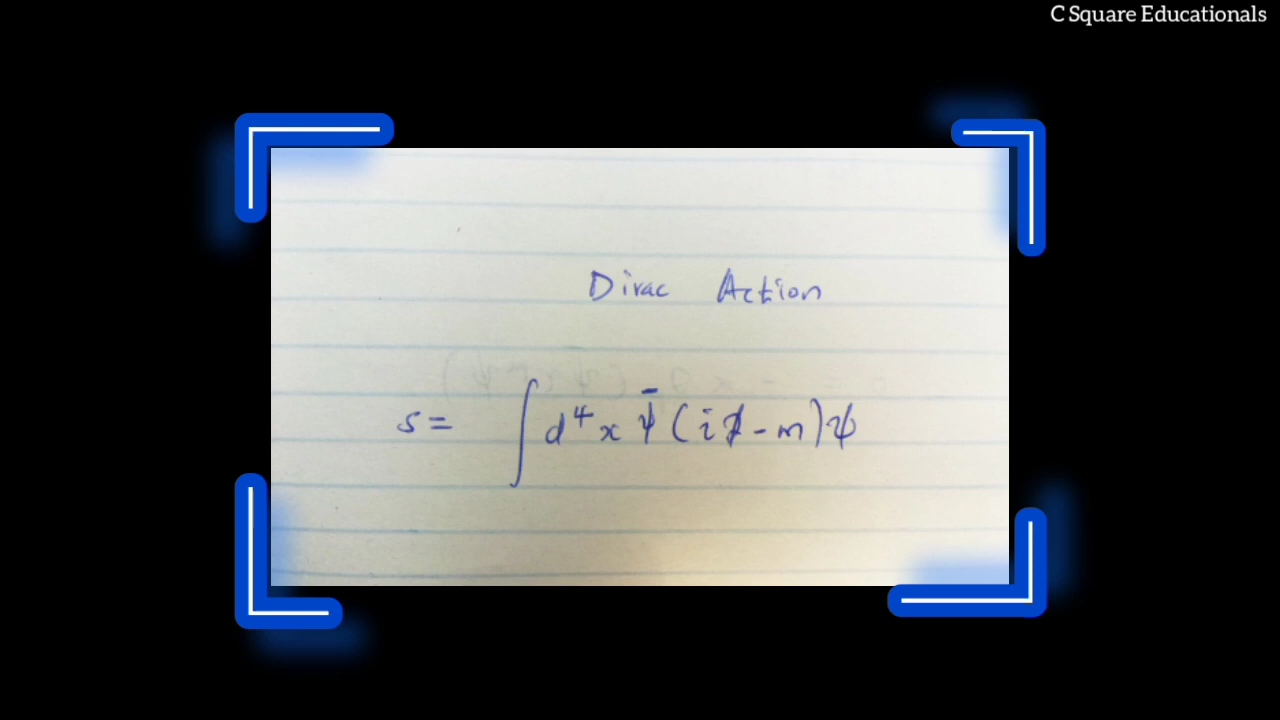 C Square Educationals
Dirac Action
s = ∫ d⁴x ψ̄ (i∂̸ - m) ψ